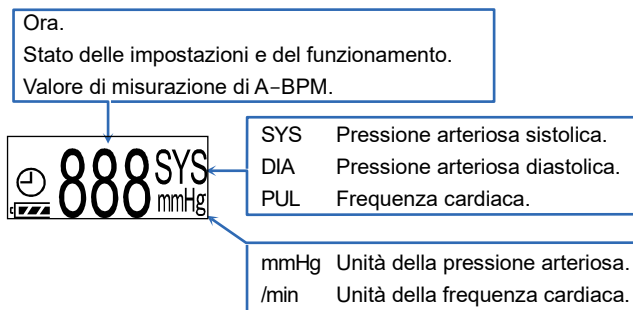 Ora.
Stato delle impostazioni e del funzionamento.
Valore di misurazione di A−BPM.
888 SYS
mmHg
SYS Pressione arteriosa sistolica.
DIA Pressione arteriosa diastolica.
PUL Frequenza cardiaca.
mmHg Unità della pressione arteriosa.
/min Unità della frequenza cardiaca.